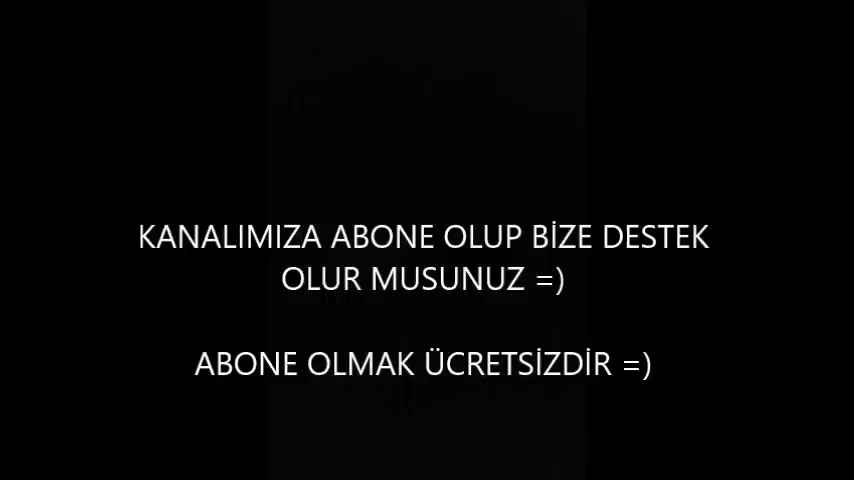 KANALIMIZA ABONE OLUP BİZE DESTEK
OLUR MUSUNUZ =)
ABONE OLMAK ÜCRETSİZDİR =)